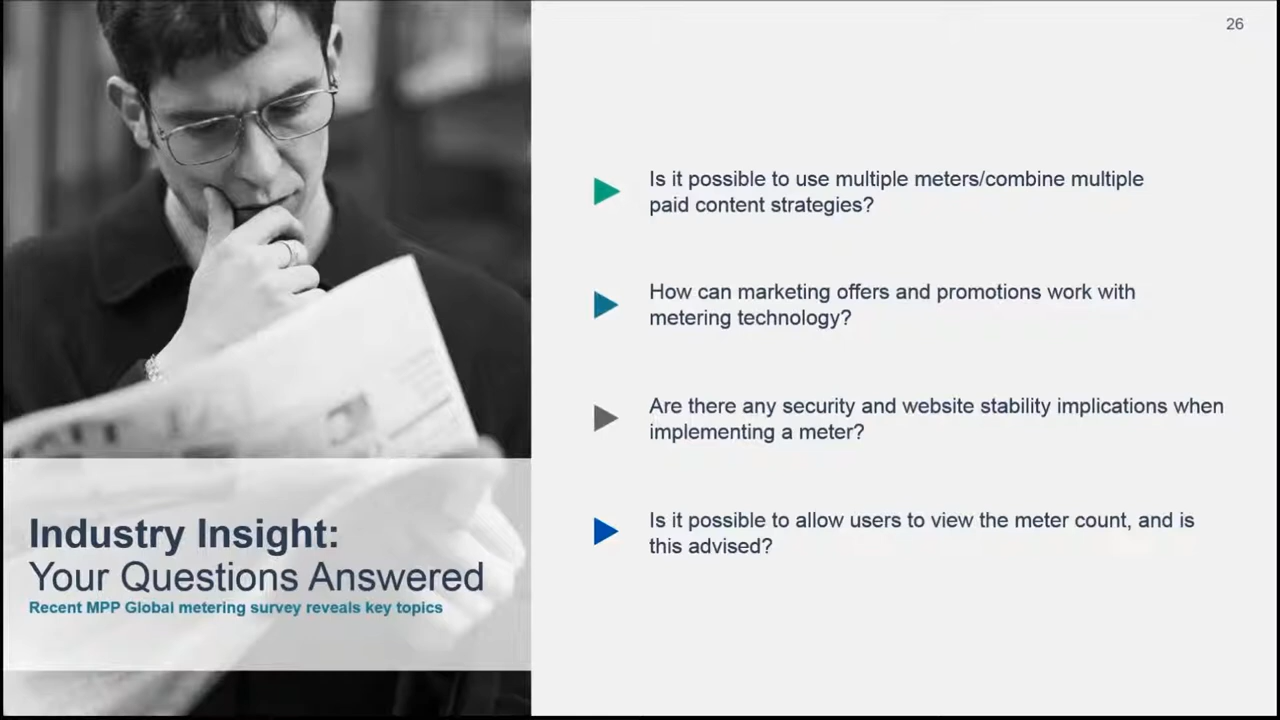 26
Is it possible to use multiple meters/combine multiple
paid content strategies?
How can marketing offers and promotions work with
metering technology?
Are there any security and website stability implications when
implementing a meter?
Is it possible to allow users to view the meter count, and is
this advised?
Industry Insight:
Your Questions Answered
Recent MPP Global metering survey reveals key topics